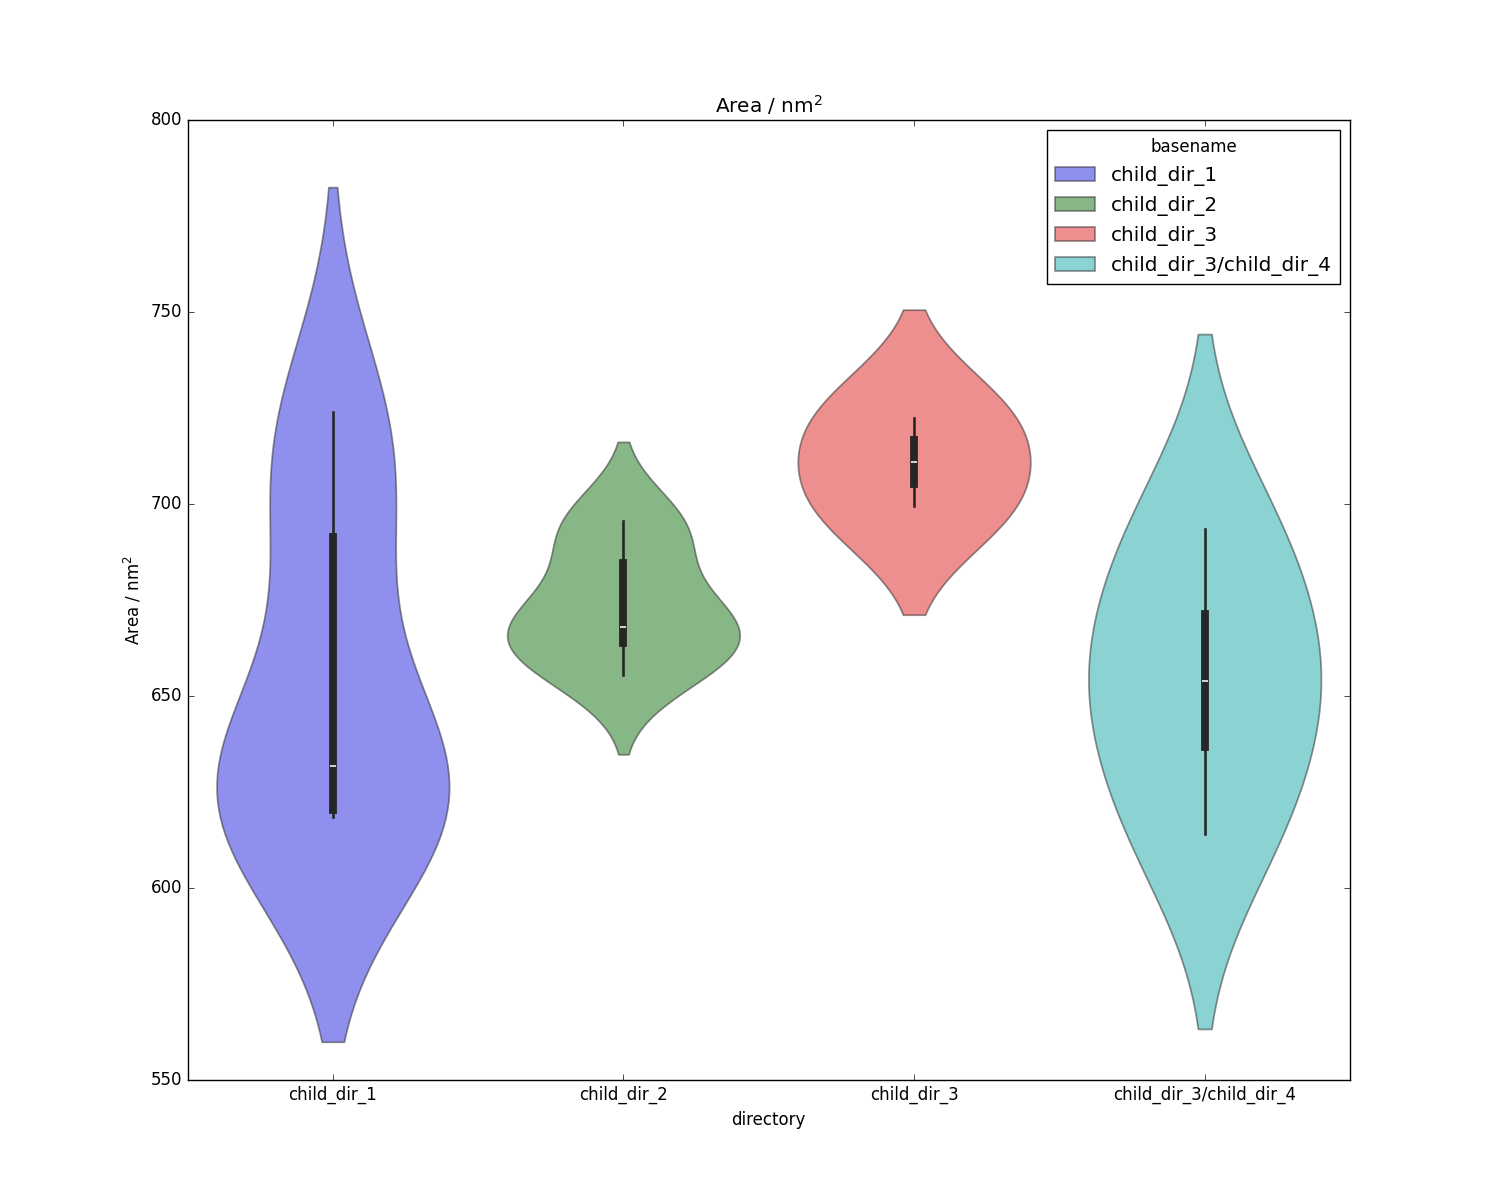 Area / nm²
800
750
700
650
600
550
Area / nm²
basename
child_dir_1
child_dir_2
child_dir_3
child_dir_3/child_dir_4
child_dir_1
child_dir_2
child_dir_3
child_dir_3/child_dir_4
directory